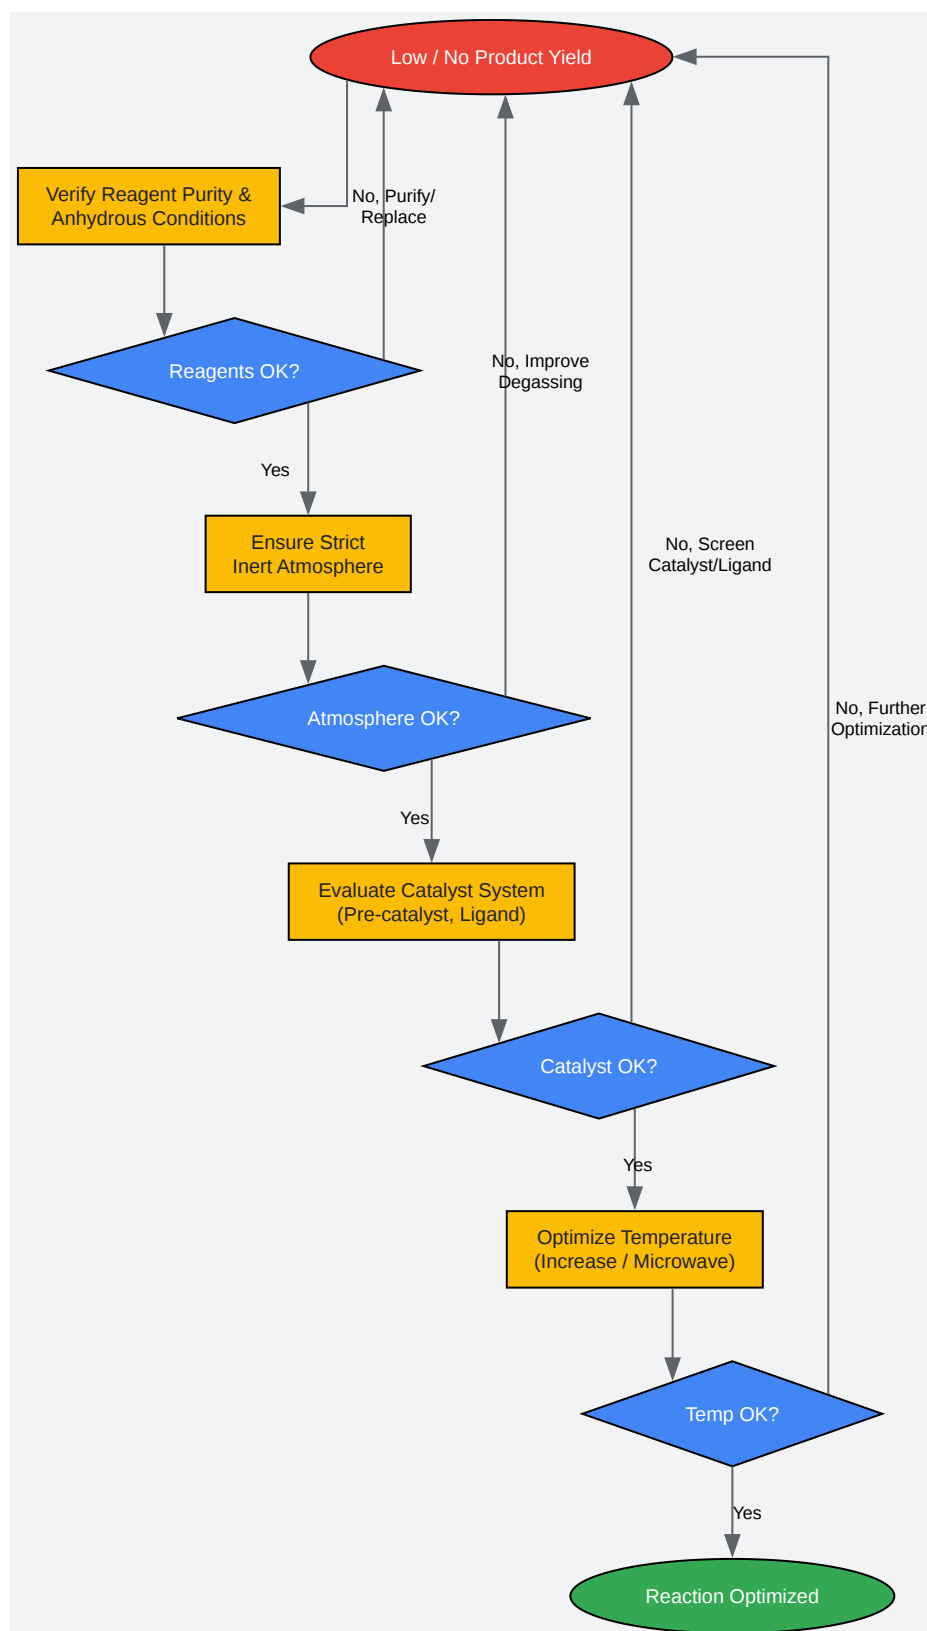 Low / No Product Yield
Verify Reagent Purity &
Anhydrous Conditions
No, Purify/
Replace
Reagents OK?
No, Improve
Degassing
Yes
Ensure Strict
Inert Atmosphere
No, Screen
Catalyst/Ligand
Atmosphere OK?
No, Further
Optimization
Yes
Evaluate Catalyst System
(Pre-catalyst, Ligand)
Catalyst OK?
Yes
Optimize Temperature
(Increase / Microwave)
Temp OK?
Yes
Reaction Optimized